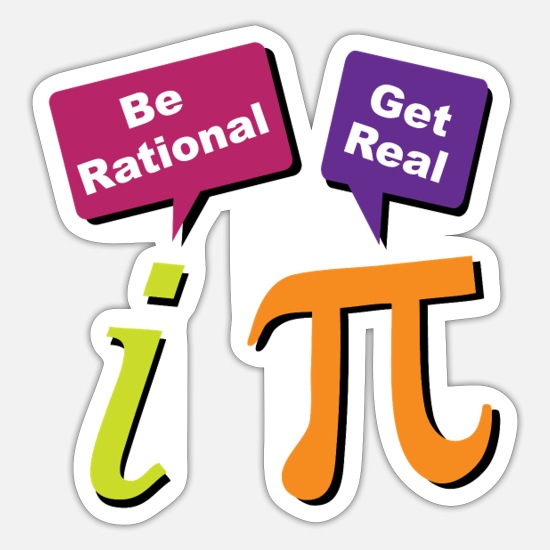 Be
Rational
Get
Real
i π